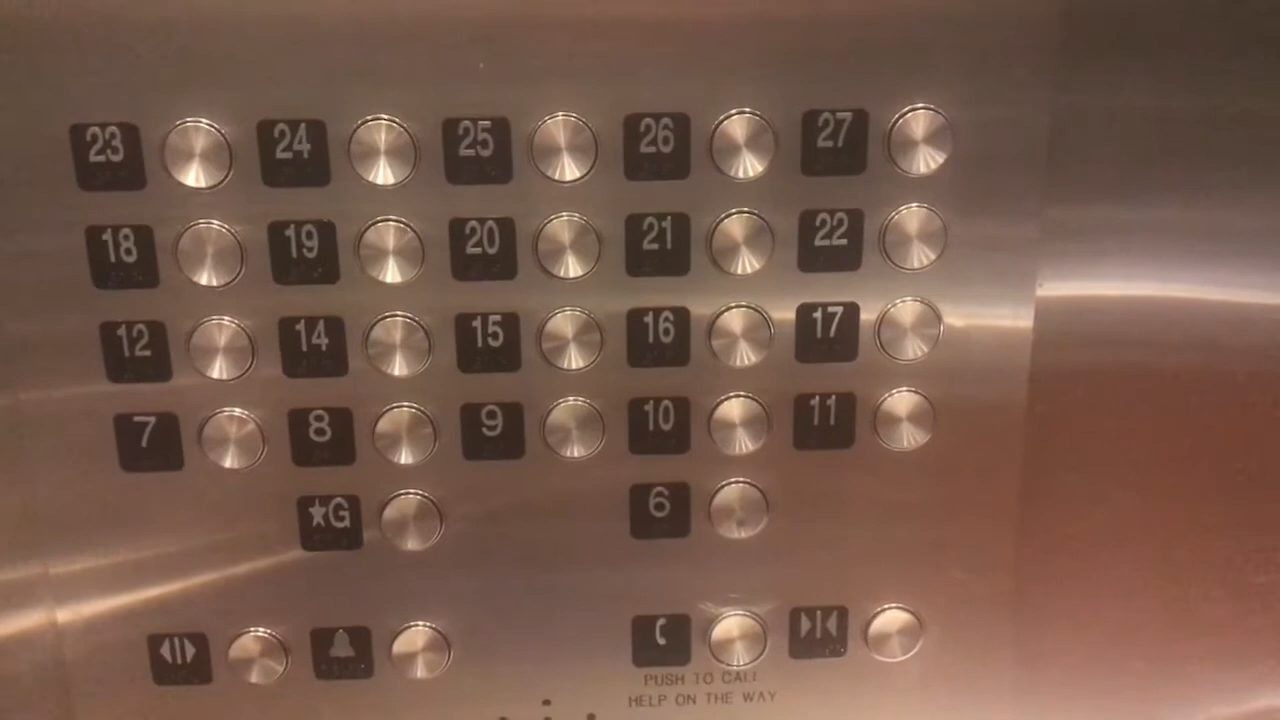 23 24 25 26 27
18 19 20 21 22
12 14 15 16 17
7 8 9 10 11
★G 6
PUSH TO CALL
HELP ON THE WAY